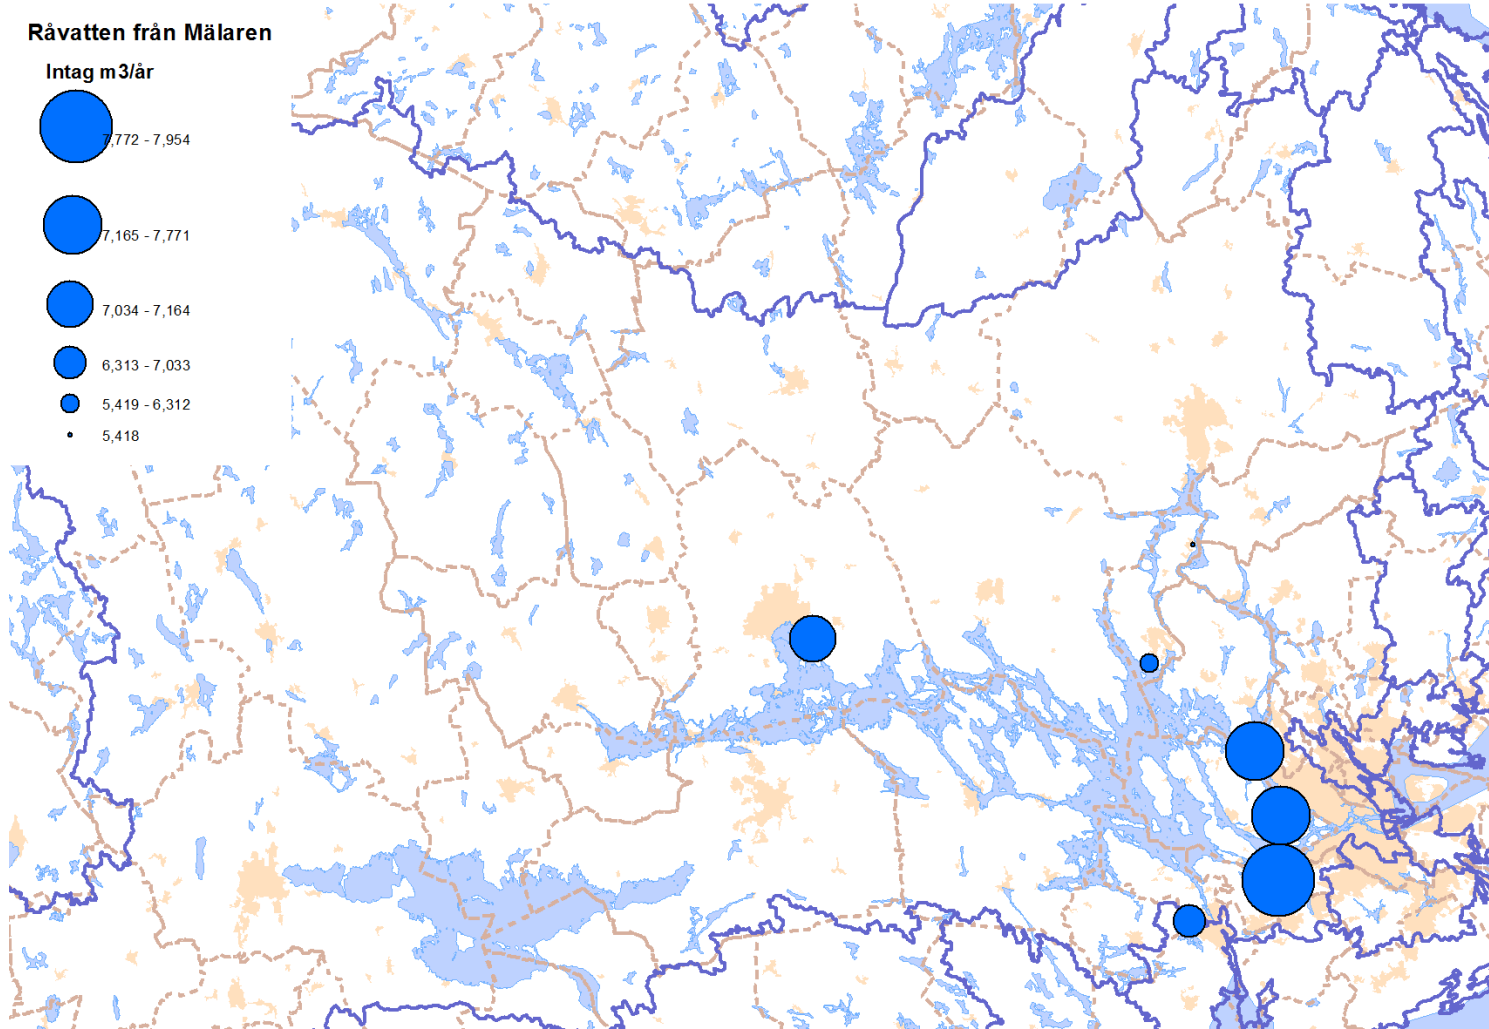 Råvatten från Mälaren
Intag m3/år
7,772 - 7,954
7,165 - 7,771
7,034 - 7,164
6,313 - 7,033
5,419 - 6,312
5,418